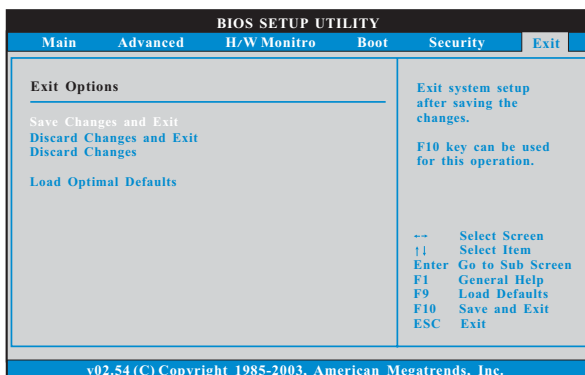 BIOS SETUP UTILITY
Main Advanced H/W Monitro Boot Security Exit
Exit Options
Save Changes and Exit
Discard Changes and Exit
Discard Changes
Load Optimal Defaults
Exit system setup
after saving the
changes.
F10 key can be used
for this operation.
←→ Select Screen
↑↓ Select Item
Enter Go to Sub Screen
F1 General Help
F9 Load Defaults
F10 Save and Exit
ESC Exit
v02.54 (C) Copyright 1985-2003, American Megatrends, Inc.